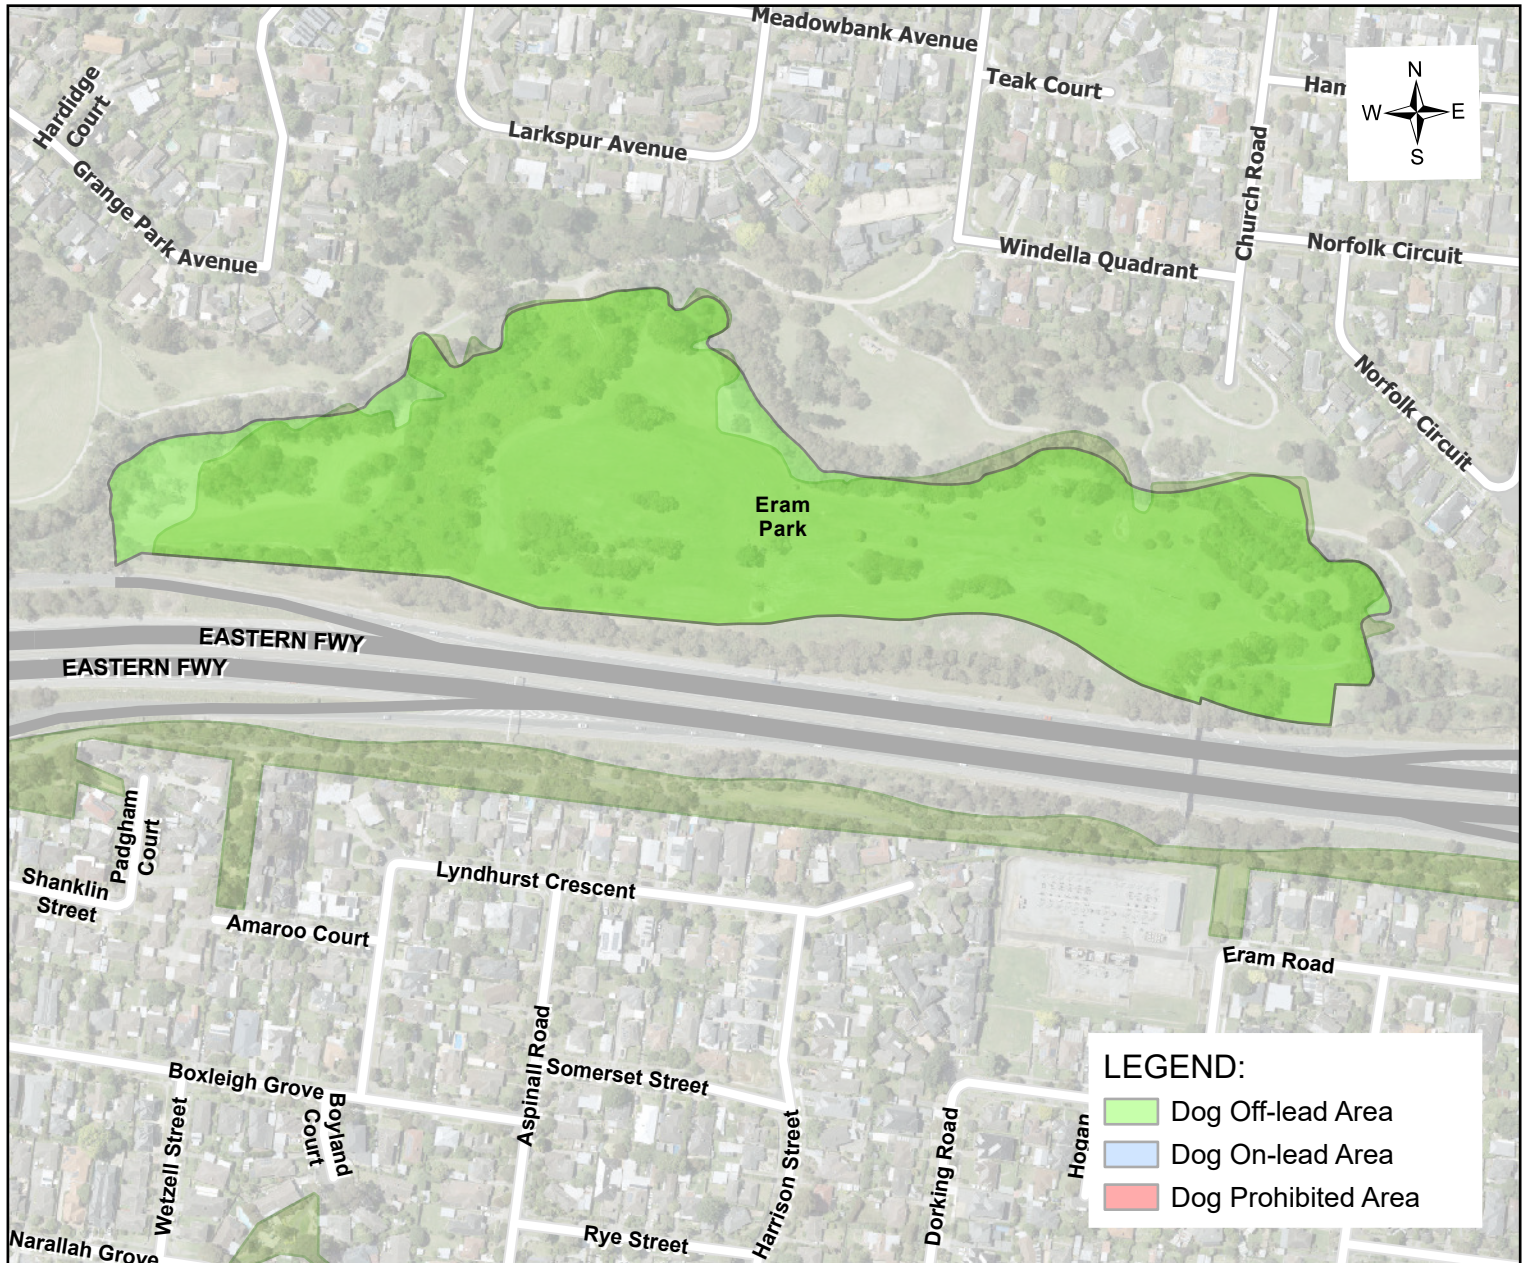 Meadowbank Avenue
Teak Court
Ham
N
W
E
S
Hardidge
Court
Larkspur Avenue
Grange Park Avenue
Church Road
Windella Quadrant
Norfolk Circuit
Norfolk Circuit
Eram
Park
EASTERN FWY
EASTERN FWY
Padgham
Court
Shanklin
Street
Lyndhurst Crescent
Amaroo Court
Eram Road
Aspinall Road
Boxleigh Grove
Somerset Street
Boyland
Court
Wetzell Street
Harrison Street
Dorking Road
Hogan
Rye Street
Narallah Grove
LEGEND:
Dog Off-lead Area
Dog On-lead Area
Dog Prohibited Area